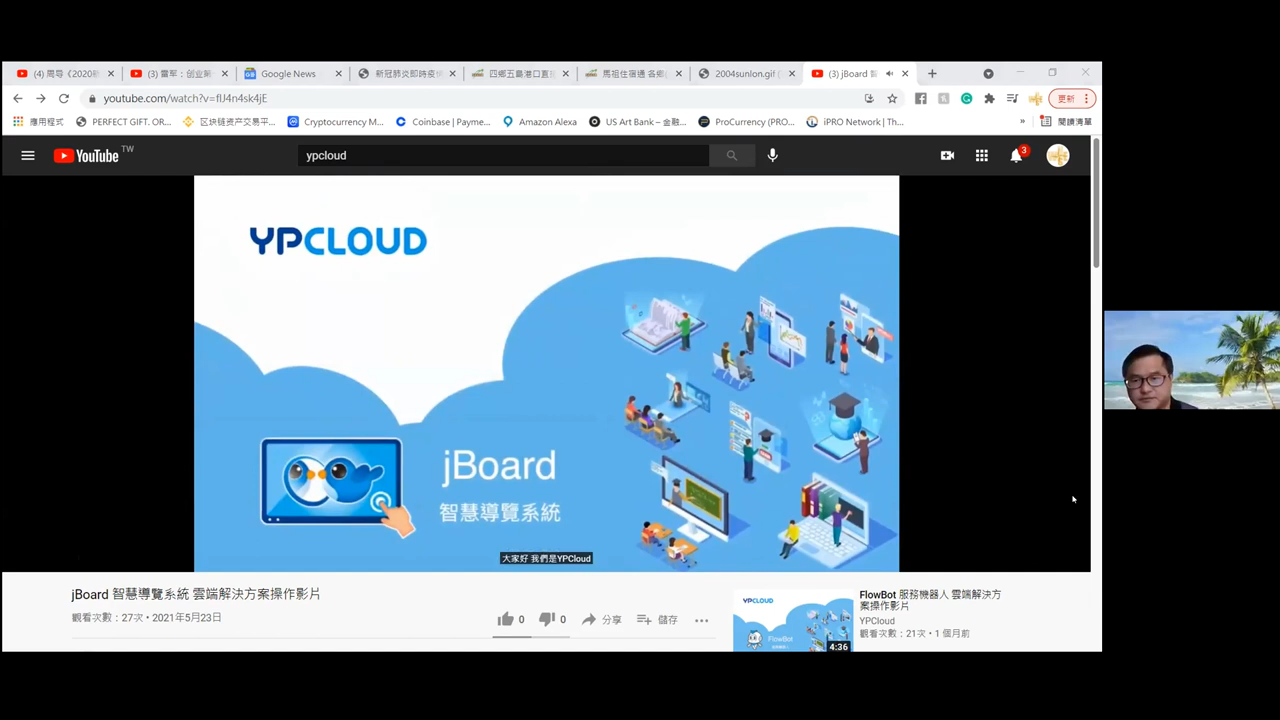 (4) 周辱《2020
(3) 雷军：创业
Google News
新冠肺炎即時疫
四鄉五島港口直接
馬祖住宿通 各鄉
2004sunlon.gif
(3) jBoard 智
youtube.com/watch?v=flJ4n4sk4jE
更新
應用程式
PERFECT GIFT. OR...
区块链资产交易平...
Cryptocurrency M...
Coinbase | Payme...
Amazon Alexa
US Art Bank – 金融...
ProCurrency (PRO...
iPRO Network | Th...
»
閱讀清單
YouTube TW
ypcloud
3
YPCLOUD
jBoard
智慧導覽系統
大家好 我們是YPCloud
jBoard 智慧導覽系統 雲端解決方案操作影片
觀看次數：27次 • 2021年5月23日
0
0
分享
儲存
YPCLOUD
FlowBot
4:36
FlowBot 服務機器人 雲端解決方
案操作影片
YPCloud
觀看次數：21次 • 1 個月前